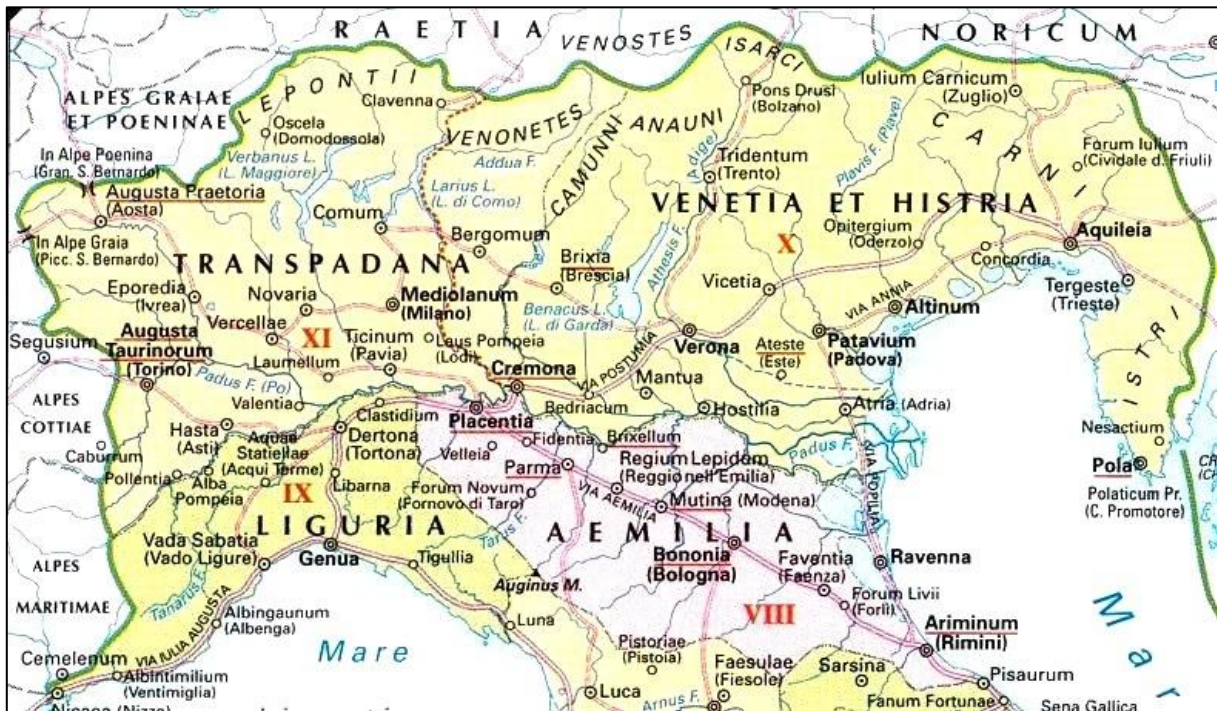 RAETIA
VENOSTES
ISARCI
NORICUM
ALPES GRAIAE
ET POENINAE
LEPONTII
Clavenna
Oscela
(Domodossola)
VENONETES
CAMUNNI
ANAUNI
Pons Drusi
(Bolzano)
Iulium Carnicum
(Zuglio)
CARNI
Forum Iulium
(Cividale d. Friuli)
In Alpe Poenina
(Gran. S. Bernardo)
Verbanus L.
(L. Maggiore)
Addua F.
(Adige)
Tridentum
(Trento)
Plavis F. (Piave)
Augusta Praetoria
(Aosta)
Larius L.
(L. di Como)
Comum
VENETIA ET HISTRIA
X
Opitergium
(Oderzo)
Aquileia
In Alpe Graia
(Picc. S. Bernardo)
Bergomum
Brixia
(Brescia)
Athesis F.
Concordia
TRANSPADANA
Eporedia
(Ivrea)
Novaria
Mediolanum
(Milano)
Benacus L.
(L. di Garda)
Vicetia
VIA ANNIA
Altinum
Tergeste
(Trieste)
Vercellae
XI
Ticinum
(Pavia)
Laus Pompeia
(Lodi)
Segusium
Augusta
Taurinorum
(Torino)
Laumellum
Cremona
VIA POSTUMIA
Verona
Ateste
(Este)
Patavium
(Padova)
ISTRI
Padus F. (Po)
Valentia
Clastidium
Placentia
Bedriacum
Mantua
Hostilia
Atria (Adria)
ALPES
COTTIAE
Hasta
(Asti)
Aquae
Statiellae
(Acqui Terme)
Dertona
(Tortona)
Fidentia
Brixellum
Padus F.
Nesactium
Caburrum
Pollentia
Alba
Pompeia
Velleia
Parma
Regium Lepidum
(Reggio nell'Emilia)
VIA POPILIA
Pola
IX
Libarna
Forum Novum
(Fornovo di Taro)
VIA AEMILIA
Mutina (Modena)
Polaticum Pr.
(C. Promotore)
LIGURIA
Tarus F.
AEMILIA
Vada Sabatia
(Vado Ligure)
Genua
Tigullia
Bononia
(Bologna)
Faventia
(Faenza)
Ravenna
ALPES
MARITIMAE
Tanarus F.
Auginus M.
VIII
Forum Livii
(Forlì)
Albingaunum
(Albenga)
Luna
Ariminum
(Rimini)
VIA IULIA AUGUSTA
Mare
Pistoriae
(Pistoia)
Cemelenum
Albintimilium
(Ventimiglia)
Faesulae
(Fiesole)
Sarsina
Pisaurum
Luca
Arnus F.
Fanum Fortunae
Sena Gallica
Mar